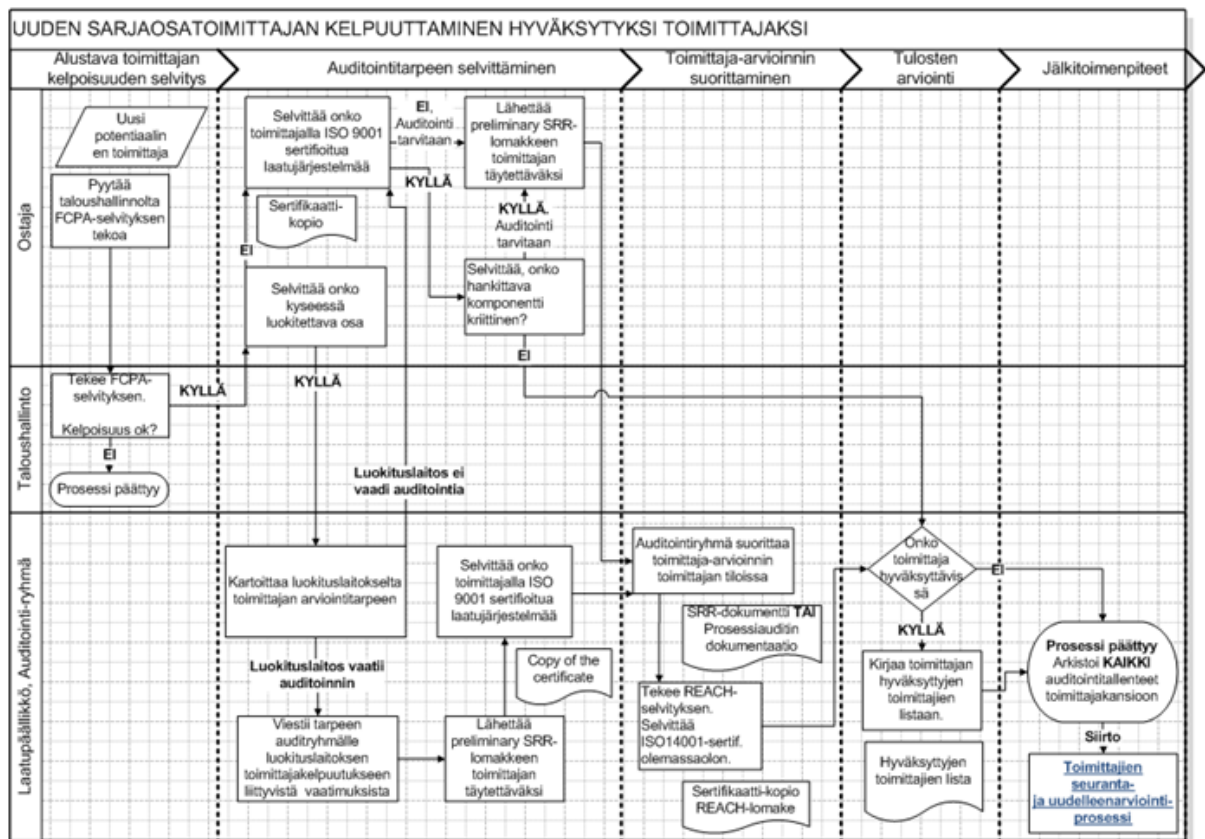 UUDEN SARJAOSATOIMITTAJAN KELPUUTTAMINEN HYVÄKSYTYKSI TOIMITTAJAKSI
Alustava toimittajan
kelpoisuuden selvitys
Auditointitarpeen selvittäminen
Toimittaja-arvioinnin
suorittaminen
Tulosten
arviointi
Jälkitoimenpiteet
Ostaja
Uusi
potentiaalin
en toimittaja
Pyytää
taloushallinnolta
FCPA-selvityksen
tekoa
Selvittää onko
toimittajalla ISO 9001
sertifioitua
laatujärjestelmää
EI,
Auditointi
tarvitaan
KYLLÄ
Lähettää
preliminary SRR-
lomakkeen
toimittajan
täytettäväksi
Sertifikaatti-
kopio
KYLLÄ.
Auditointi
tarvitaan
EI
Selvittää onko
kyseessä
luokitettava osa
Selvittää, onko
hankittava
komponentti
kriittinen?
EI
Taloushallinto
Tekee FCPA-
selvityksen.
Kelpoisuus ok?
KYLLÄ
KYLLÄ
EI
Prosessi päättyy
Luokituslaitos ei
vaadi auditointia
Laatupäällikkö, Auditointi-ryhmä
Kartoittaa luokituslaitokselta
toimittajan arviointitarpeen
Selvittää onko
toimittajalla ISO
9001 sertifioitua
laatujärjestelmää
Luokituslaitos vaatii
auditoinnin
Copy of the
certificate
Viestii tarpeen
auditryhmälle
luokituslaitoksen
toimittajakelpuutukseen
liittyvistä vaatimuksista
Lähettää
preliminary SRR-
lomakkeen
toimittajan
täytettäväksi
Auditointiryhmä suorittaa
toimittaja-arvioinnin
toimittajan tiloissa
SRR-dokumentti TAI
Prosessiauditin
dokumentaatio
Tekee REACH-
selvityksen.
Selvittää
ISO14001-sertif.
olemassaolon.
Sertifikaatti-kopio
REACH-lomake
Onko
toimittaja
hyväksyttävis
sä
EI
KYLLÄ
Kirjaa toimittajan
hyväksyttyjen
toimittajien
listaan.
Hyväksyttyjen
toimittajien lista
Prosessi päättyy
Arkistoi KAIKKI
auditointitallenteet
toimittajakansioon
Siirto
Toimittajien
seuranta-
ja uudelleenarviointi-
prosessi